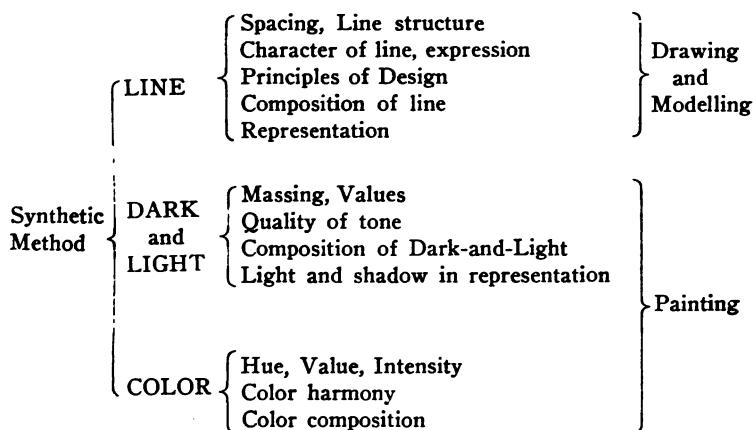 Synthetic
Method
LINE
Spacing, Line structure
Character of line, expression
Principles of Design
Composition of line
Representation
Drawing
and
Modelling
DARK
and
LIGHT
Massing, Values
Quality of tone
Composition of Dark-and-Light
Light and shadow in representation
COLOR
Hue, Value, Intensity
Color harmony
Color composition
Painting